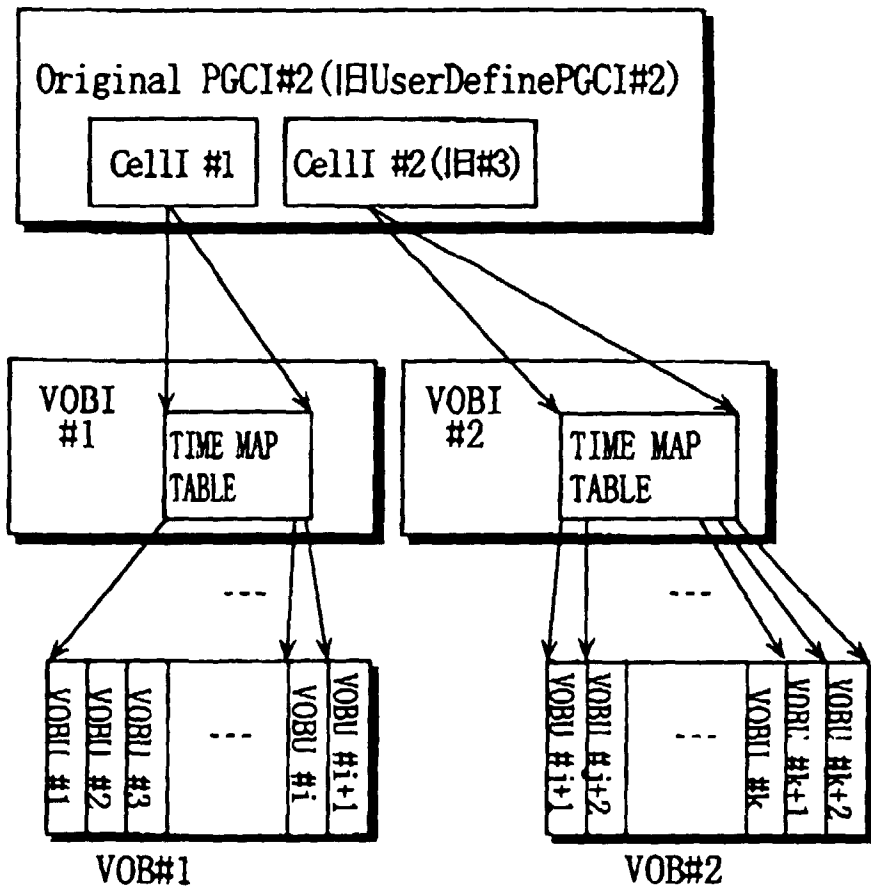 Original PGCI#2(旧UserDefinePGCI#2)
CellI #1
CellI #2(旧#3)
VOBI
#1
TIME MAP
TABLE
VOBI
#2
TIME MAP
TABLE
---
---
VOBU #1
VOBU #2
VOBU #3
---
VOBU #i
VOBU #i+1
VOBU #j+1
VOBU #j+2
---
VOBU #k
VOBU #k+1
VOBU #k+2
VOB#1
VOB#2